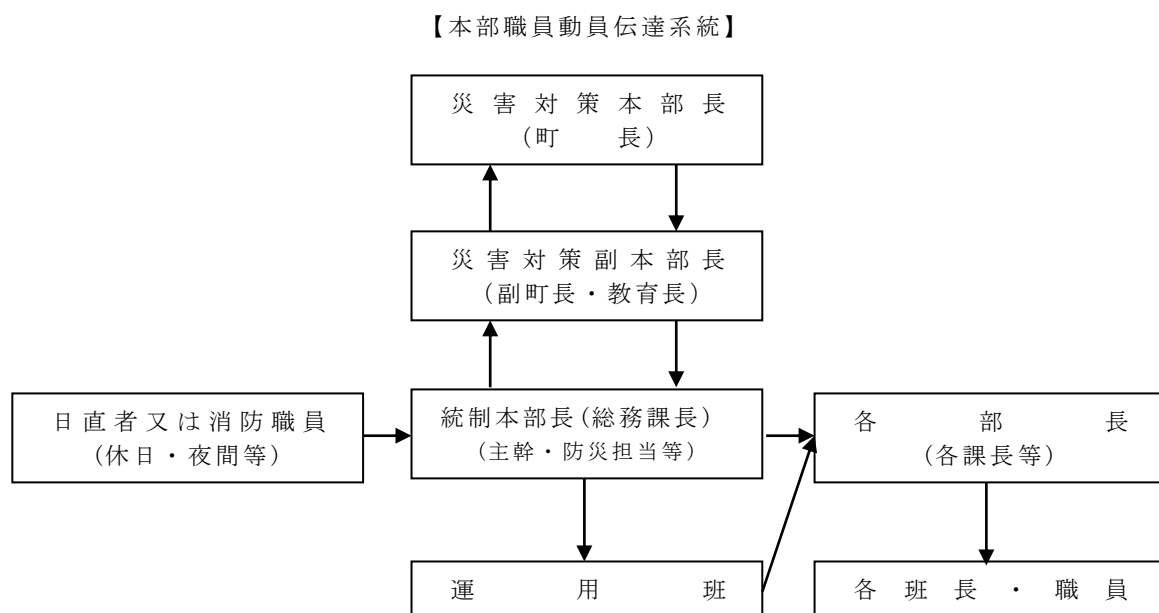 【本部職員動員伝達系統】
災害対策本部長
(町　　長)
災害対策副本部長
(副町長・教育長)
日直者又は消防職員
(休日・夜間等)
統制本部長(総務課長)
(主幹・防災担当等)
各　部　長
(各課長等)
運　用　班
各班長・職員